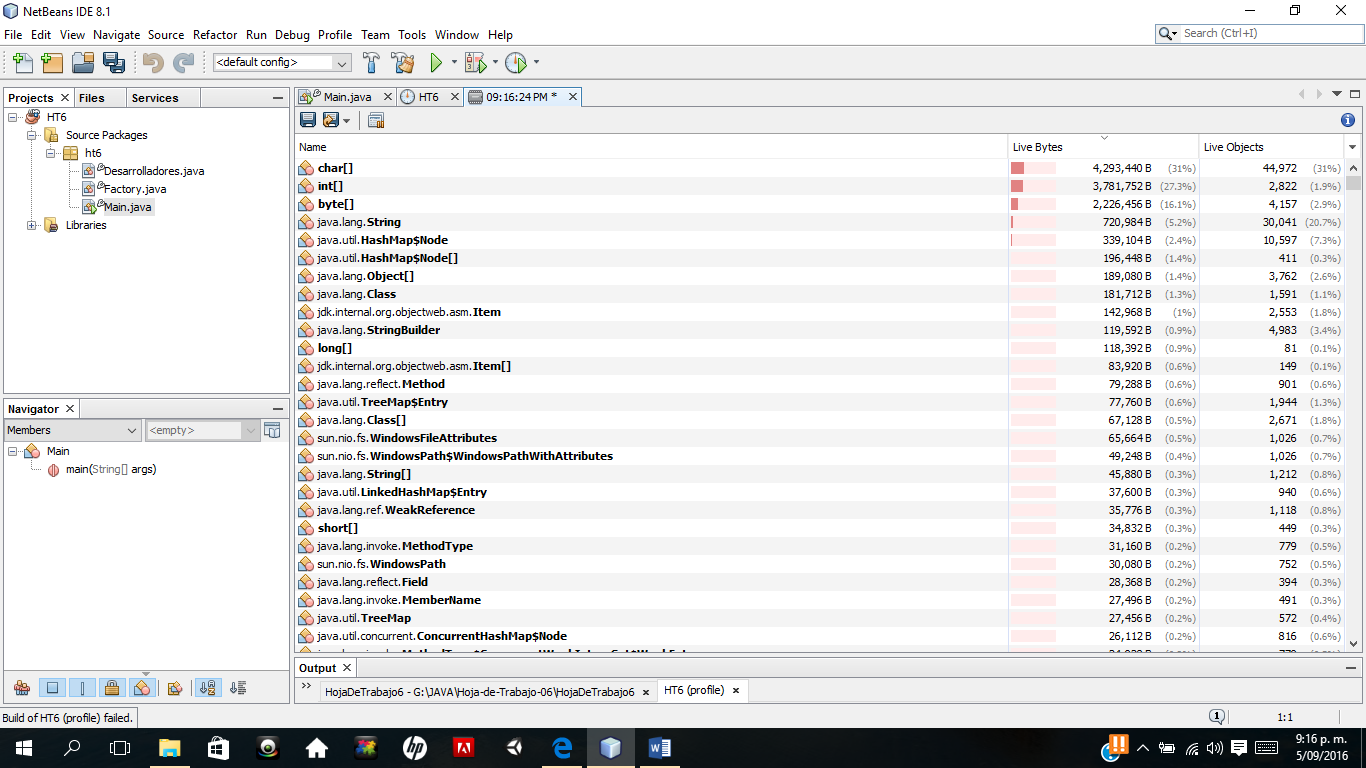 NetBeans IDE 8.1
File Edit View Navigate Source Refactor Run Debug Profile Team Tools Window Help
Search (Ctrl+I)
<default config>
Projects Files Services
HT6
Source Packages
ht6
Desarrolladores.java
Factory.java
Main.java
Libraries
Navigator
Members <empty>
Main
main(String[] args)
Main.java HT6 09:16:24 PM *
Name Live Bytes Live Objects
char[] 4,293,440 B (31%) 44,972 (31%)
int[] 3,781,752 B (27.3%) 2,822 (1.9%)
byte[] 2,226,456 B (16.1%) 4,157 (2.9%)
java.lang.String 720,984 B (5.2%) 30,041 (20.7%)
java.util.HashMap$Node 339,104 B (2.4%) 10,597 (7.3%)
java.util.HashMap$Node[] 196,448 B (1.4%) 411 (0.3%)
java.lang.Object[] 189,080 B (1.4%) 3,762 (2.6%)
java.lang.Class 181,712 B (1.3%) 1,591 (1.1%)
jdk.internal.org.objectweb.asm.Item 142,968 B (1%) 2,553 (1.8%)
java.lang.StringBuilder 119,592 B (0.9%) 4,983 (3.4%)
long[] 118,392 B (0.9%) 81 (0.1%)
jdk.internal.org.objectweb.asm.Item[] 83,920 B (0.6%) 149 (0.1%)
java.lang.reflect.Method 79,288 B (0.6%) 901 (0.6%)
java.util.TreeMap$Entry 77,760 B (0.6%) 1,944 (1.3%)
java.lang.Class[] 67,128 B (0.5%) 2,671 (1.8%)
sun.nio.fs.WindowsFileAttributes 65,664 B (0.5%) 1,026 (0.7%)
sun.nio.fs.WindowsPath$WindowsPathWithAttributes 49,248 B (0.4%) 1,026 (0.7%)
java.lang.String[] 45,880 B (0.3%) 1,212 (0.8%)
java.util.LinkedHashMap$Entry 37,600 B (0.3%) 940 (0.6%)
java.lang.ref.WeakReference 35,776 B (0.3%) 1,118 (0.8%)
short[] 34,832 B (0.3%) 449 (0.3%)
java.lang.invoke.MethodType 31,160 B (0.2%) 779 (0.5%)
sun.nio.fs.WindowsPath 30,080 B (0.2%) 752 (0.5%)
java.lang.reflect.Field 28,368 B (0.2%) 394 (0.3%)
java.lang.invoke.MemberName 27,496 B (0.2%) 491 (0.3%)
java.util.TreeMap 27,456 B (0.2%) 572 (0.4%)
java.util.concurrent.ConcurrentHashMap$Node 26,112 B (0.2%) 816 (0.6%)
Output
HojaDeTrabajo6 - G:\JAVA\Hoja-de-Trabajo-06\HojaDeTrabajo6 HT6 (profile)
Build of HT6 (profile) failed.
1 1:1
9:16 p. m.
5/09/2016